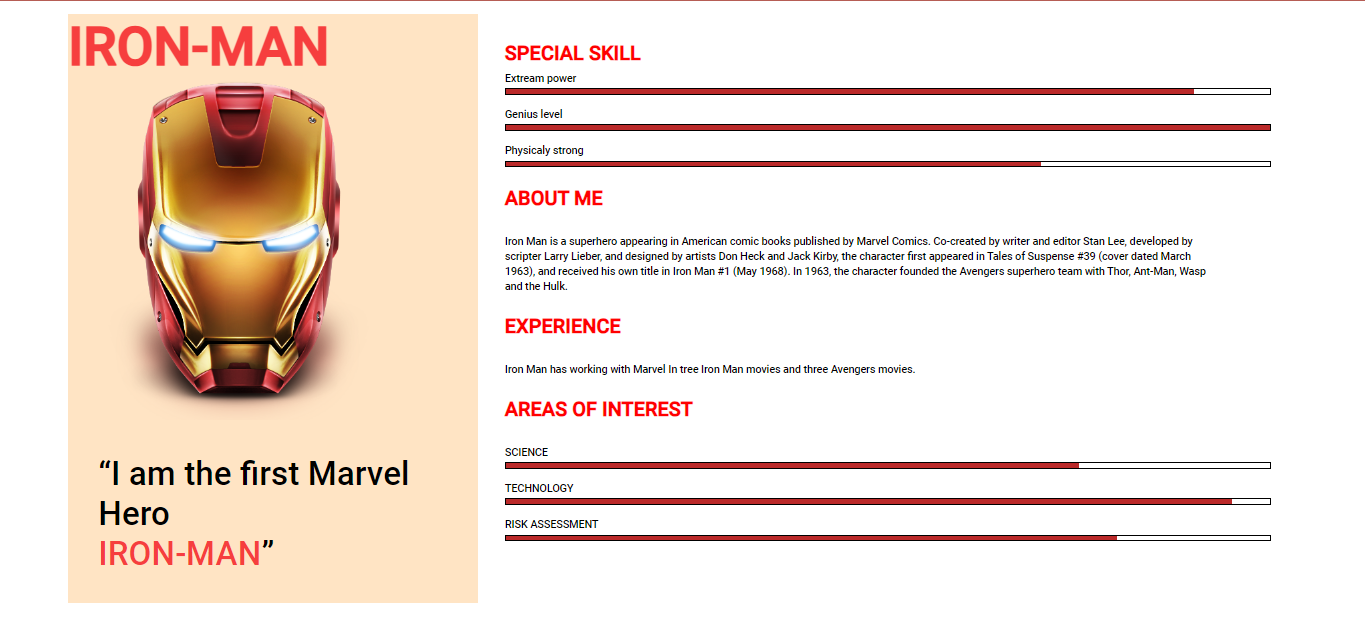 IRON-MAN
“I am the first Marvel
Hero
IRON-MAN”
SPECIAL SKILL
Extream power
Genius level
Physicaly strong
ABOUT ME
Iron Man is a superhero appearing in American comic books published by Marvel Comics. Co-created by writer and editor Stan Lee, developed by
scripter Larry Lieber, and designed by artists Don Heck and Jack Kirby, the character first appeared in Tales of Suspense #39 (cover dated March
1963), and received his own title in Iron Man #1 (May 1968). In 1963, the character founded the Avengers superhero team with Thor, Ant-Man, Wasp
and the Hulk.
EXPERIENCE
Iron Man has working with Marvel In tree Iron Man movies and three Avengers movies.
AREAS OF INTEREST
SCIENCE
TECHNOLOGY
RISK ASSESSMENT